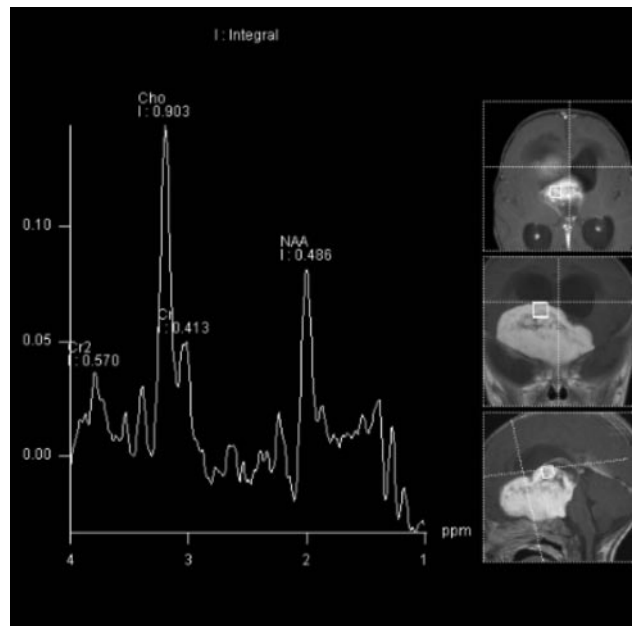 I : Integral
Cho
I : 0.903
0.10
NAA
I : 0.486
Cr
I : 0.413
0.05
Cr2
I : 0.570
0.00
ppm
4
3
2
1